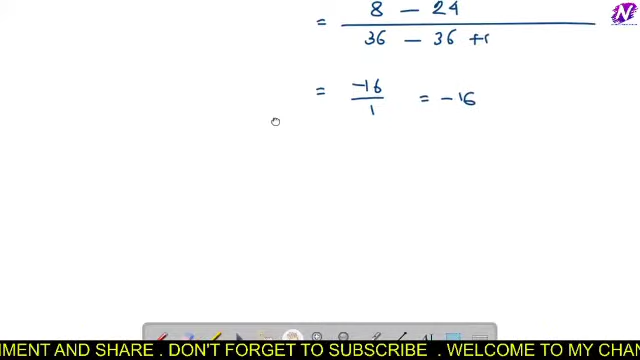 = 8 - 24 / 36 - 36 + 1
= -16 / 1 = -16
MENT AND SHARE . DON'T FORGET TO SUBSCRIBE . WELCOME TO MY CHAN